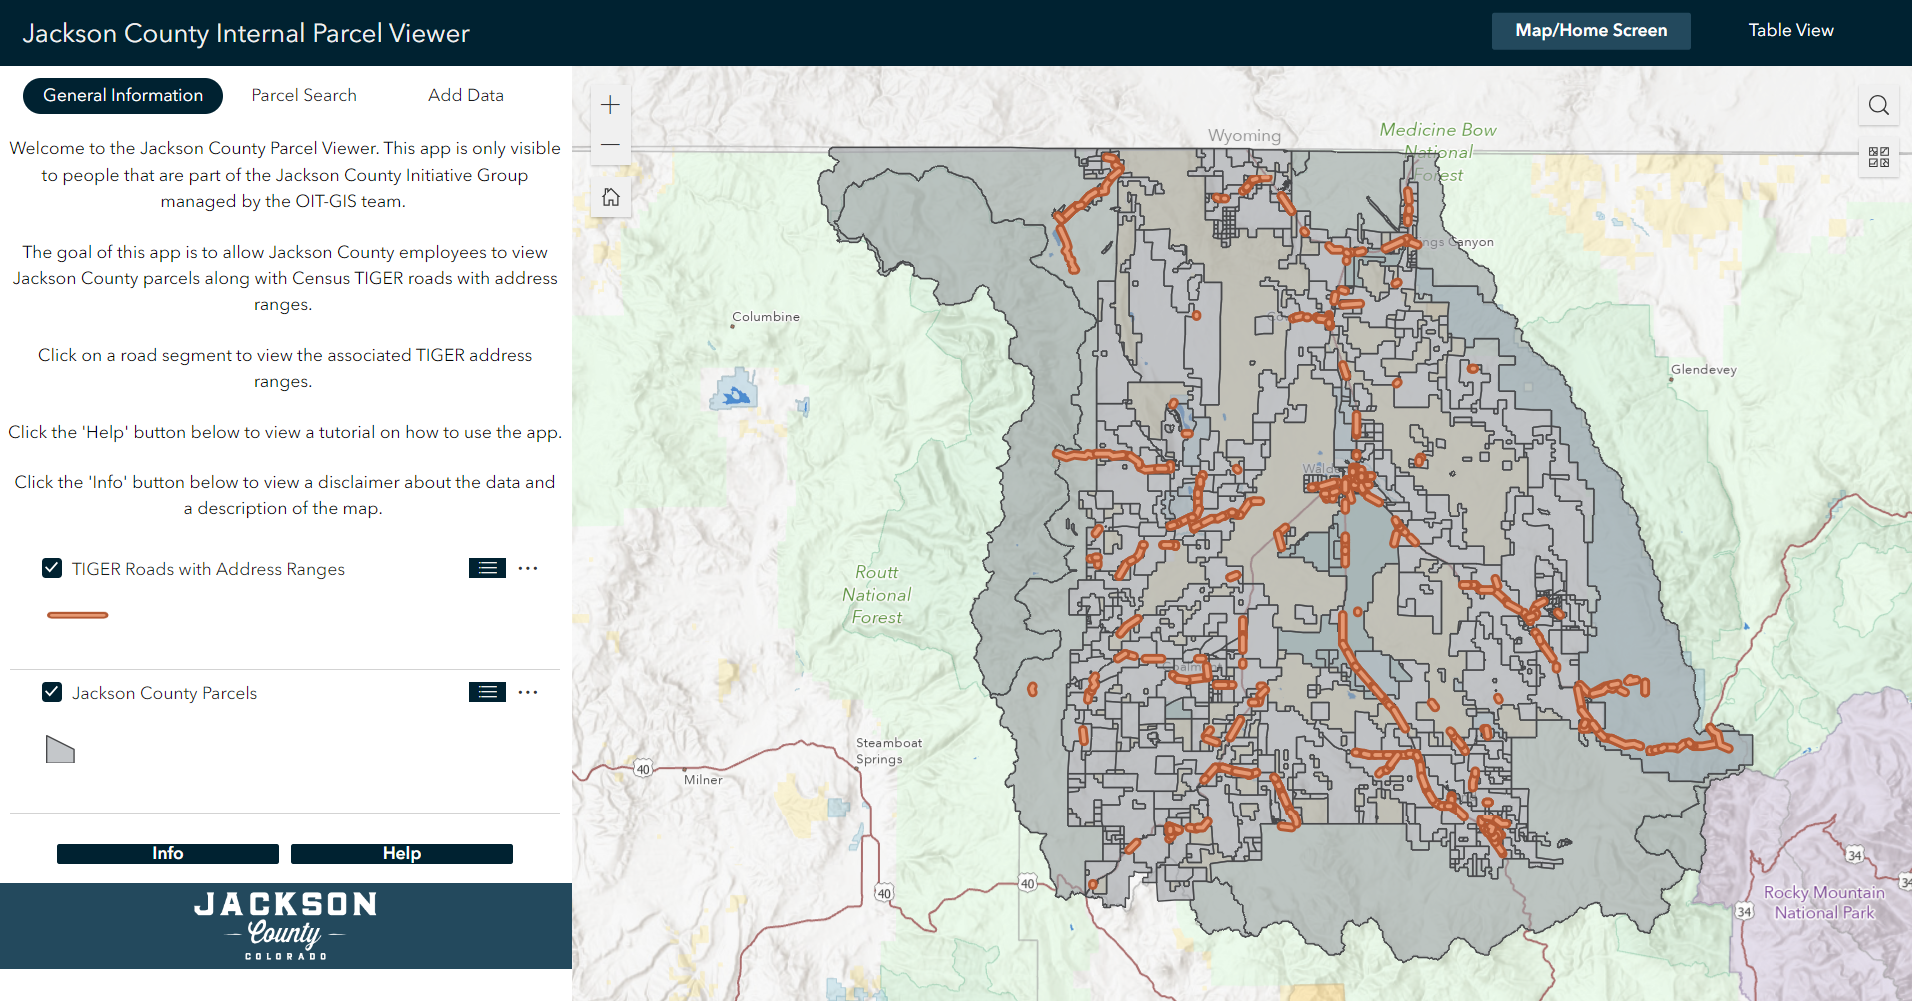 Jackson County Internal Parcel Viewer
Map/Home Screen
Table View
General Information
Parcel Search
Add Data
Welcome to the Jackson County Parcel Viewer. This app is only visible
to people that are part of the Jackson County Initiative Group
managed by the OIT-GIS team.
The goal of this app is to allow Jackson County employees to view
Jackson County parcels along with Census TIGER roads with address
ranges.
Click on a road segment to view the associated TIGER address
ranges.
Click the 'Help' button below to view a tutorial on how to use the app.
Click the 'Info' button below to view a disclaimer about the data and
a description of the map.
TIGER Roads with Address Ranges
Jackson County Parcels
Info
Help
JACKSON
County
COLORADO
Wyoming
Medicine Bow
National
Forest
Canyon
Columbine
Glendevey
Routt
National
Forest
Steamboat
Springs
Milner
40
40
40
34
34
34
Rocky Mountain
National Park